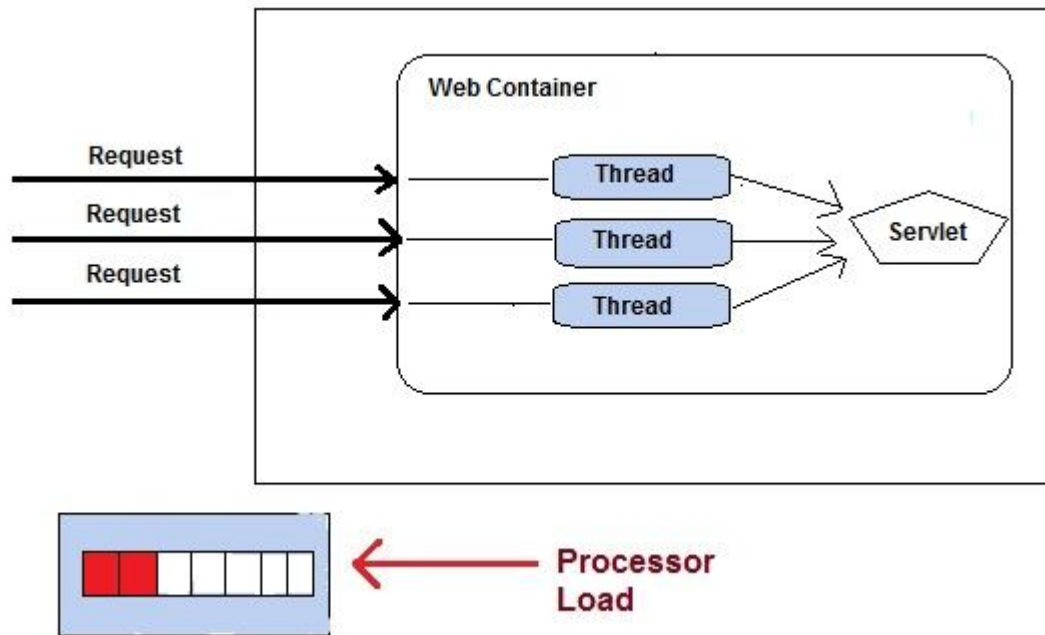 Web Container
Request
Thread
Request
Thread
Servlet
Request
Thread
Processor
Load